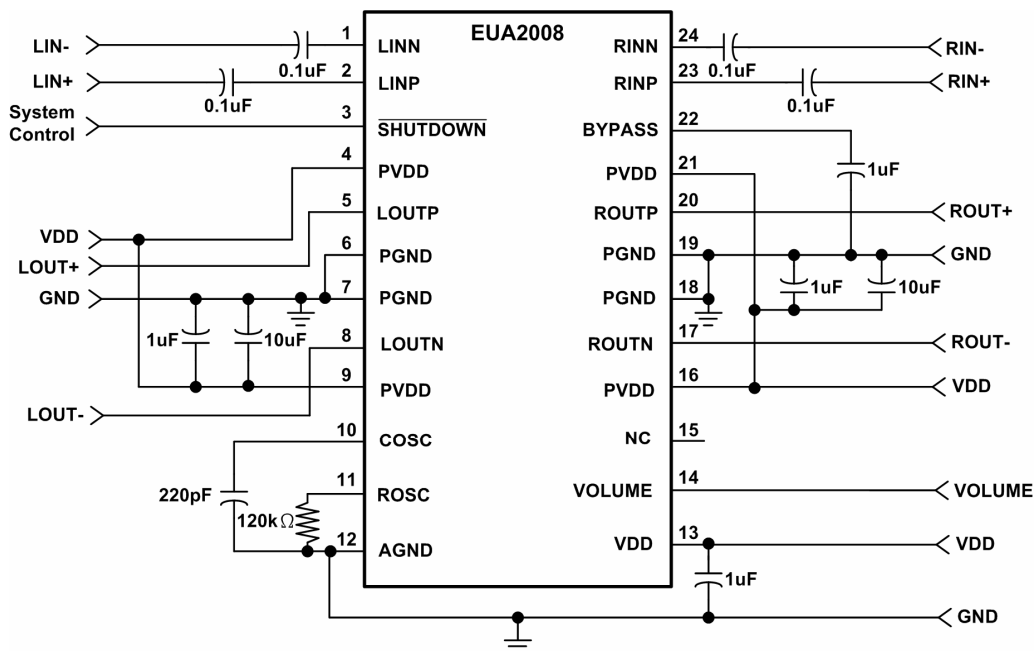 EUA2008
LIN-
0.1uF
1
LINN
LIN+
0.1uF
2
LINP
System
Control
3
SHUTDOWN
4
PVDD
5
LOUTP
VDD
LOUT+
6
PGND
GND
7
PGND
1uF
10uF
8
LOUTN
9
PVDD
LOUT-
10
COSC
220pF
11
ROSC
120kΩ
12
AGND
24
RINN
0.1uF
RIN-
23
RINP
0.1uF
RIN+
22
BYPASS
1uF
21
PVDD
20
ROUTP
ROUT+
19
PGND
GND
1uF
10uF
18
PGND
17
ROUTN
ROUT-
16
PVDD
VDD
15
NC
14
VOLUME
VOLUME
13
VDD
VDD
1uF
GND